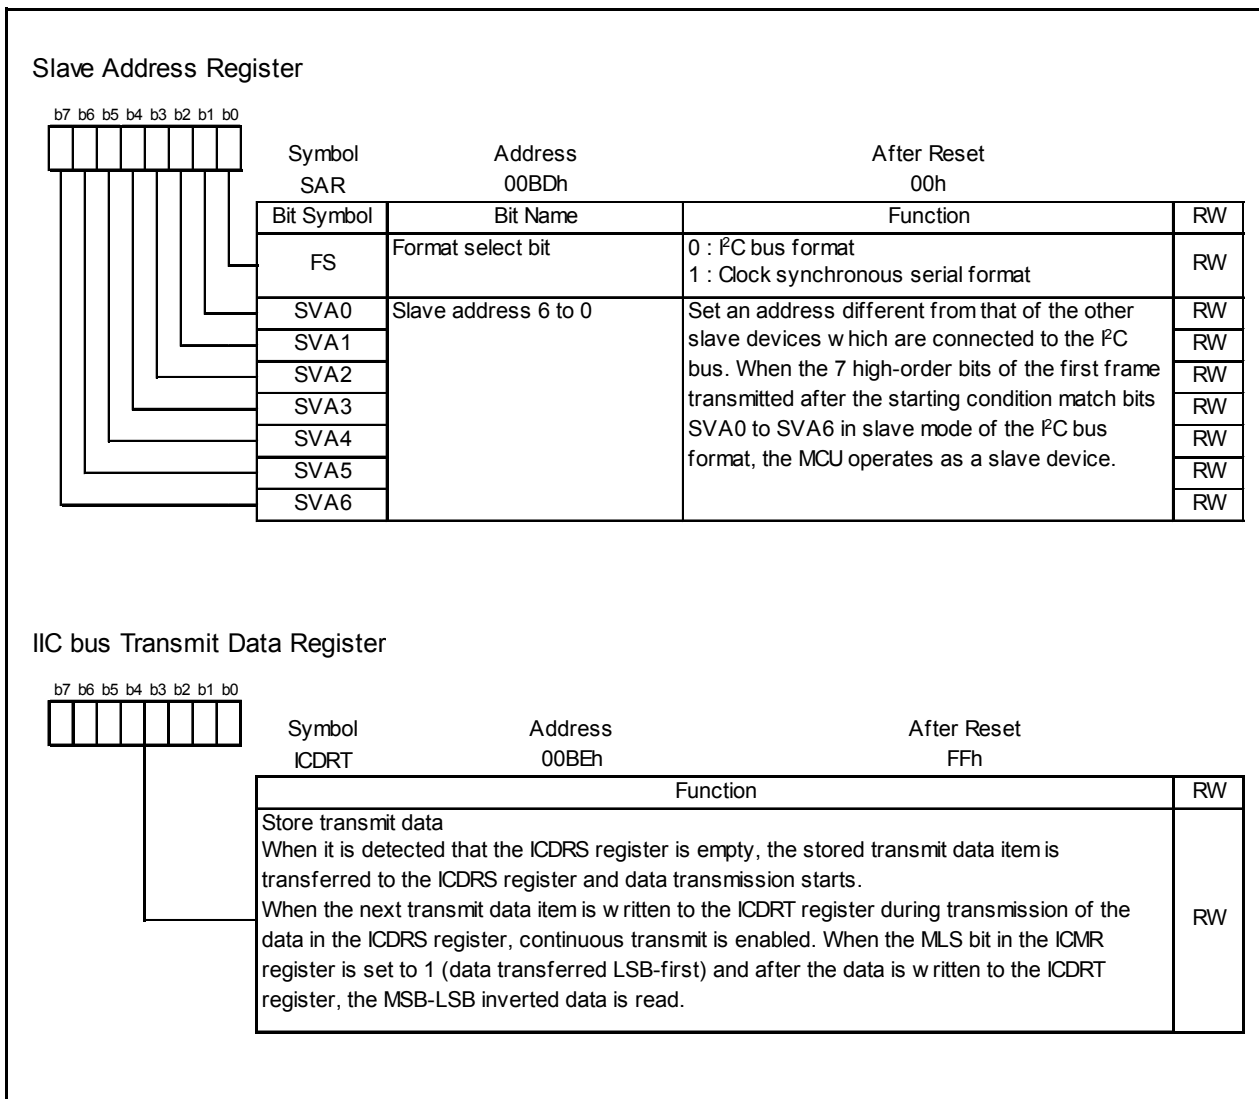 Slave Address Register
b7 b6 b5 b4 b3 b2 b1 b0
Symbol Address After Reset
SAR 00BDh 00h
Bit Symbol Bit Name Function RW
FS Format select bit 0 : I²C bus format RW
1 : Clock synchronous serial format
SVA0 Slave address 6 to 0 Set an address different from that of the other RW
SVA1 slave devices which are connected to the I²C RW
SVA2 bus. When the 7 high-order bits of the first frame RW
SVA3 transmitted after the starting condition match bits RW
SVA4 SVA0 to SVA6 in slave mode of the I²C bus RW
SVA5 format, the MCU operates as a slave device. RW
SVA6 RW
IIC bus Transmit Data Register
b7 b6 b5 b4 b3 b2 b1 b0
Symbol Address After Reset
ICDRT 00BEh FFh
Function RW
Store transmit data
When it is detected that the ICDRS register is empty, the stored transmit data item is
transferred to the ICDRS register and data transmission starts.
When the next transmit data item is written to the ICDRT register during transmission of the RW
data in the ICDRS register, continuous transmit is enabled. When the MLS bit in the ICMR
register is set to 1 (data transferred LSB-first) and after the data is written to the ICDRT
register, the MSB-LSB inverted data is read.